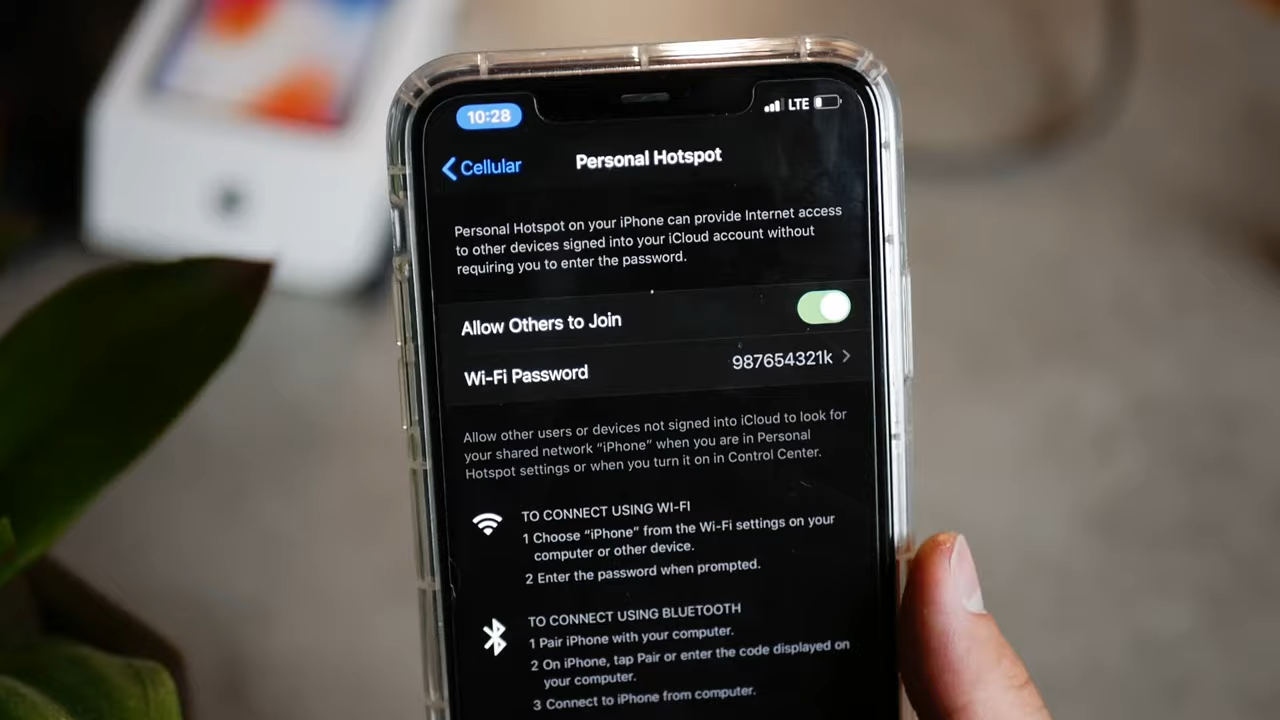 10:28
LTE
Cellular
Personal Hotspot
Personal Hotspot on your iPhone can provide Internet access
to other devices signed into your iCloud account without
requiring you to enter the password.
Allow Others to Join
Wi-Fi Password 987654321k
Allow other users or devices not signed into iCloud to look for
your shared network “iPhone” when you are in Personal
Hotspot settings or when you turn it on in Control Center.
TO CONNECT USING WI-FI
1 Choose “iPhone” from the Wi-Fi settings on your
computer or other device.
2 Enter the password when prompted.
TO CONNECT USING BLUETOOTH
1 Pair iPhone with your computer.
2 On iPhone, tap Pair or enter the code displayed on
your computer.
3 Connect to iPhone from computer.